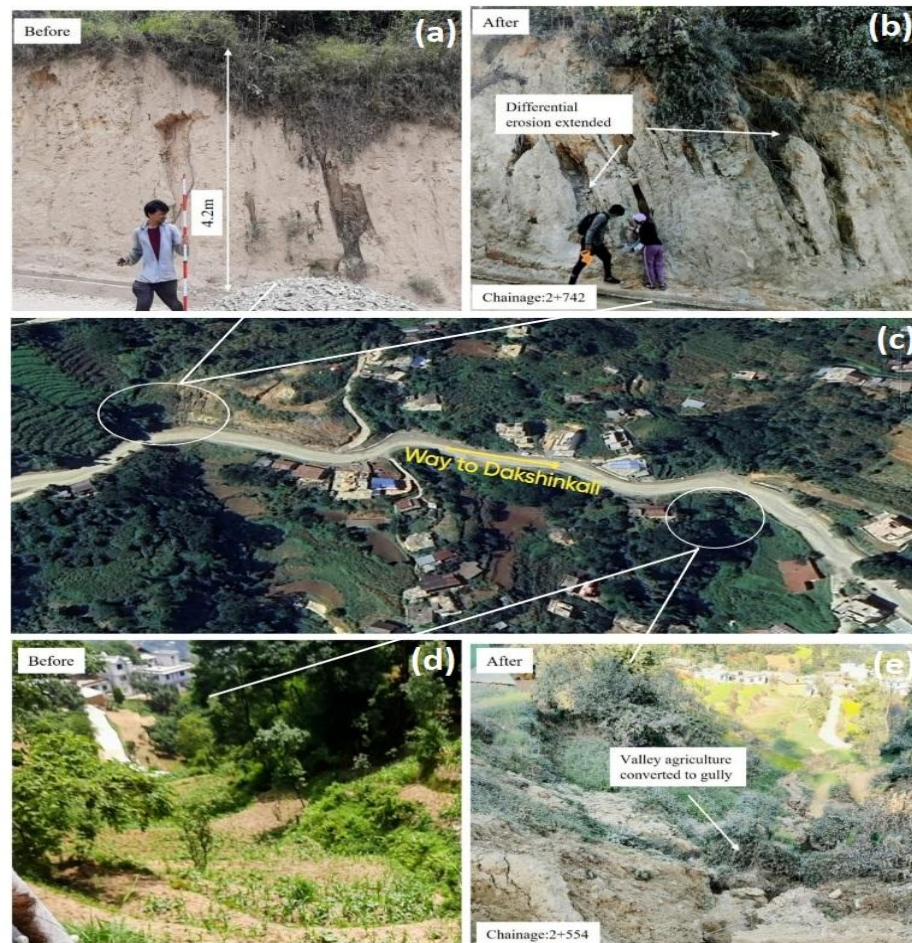 Before
(a)
4.2m
After
(b)
Differential
erosion extended
Chainage:2+742
(c)
Way to Dakshinkali
Before
(d)
After
(e)
Valley agriculture
converted to gully
Chainage:2+554